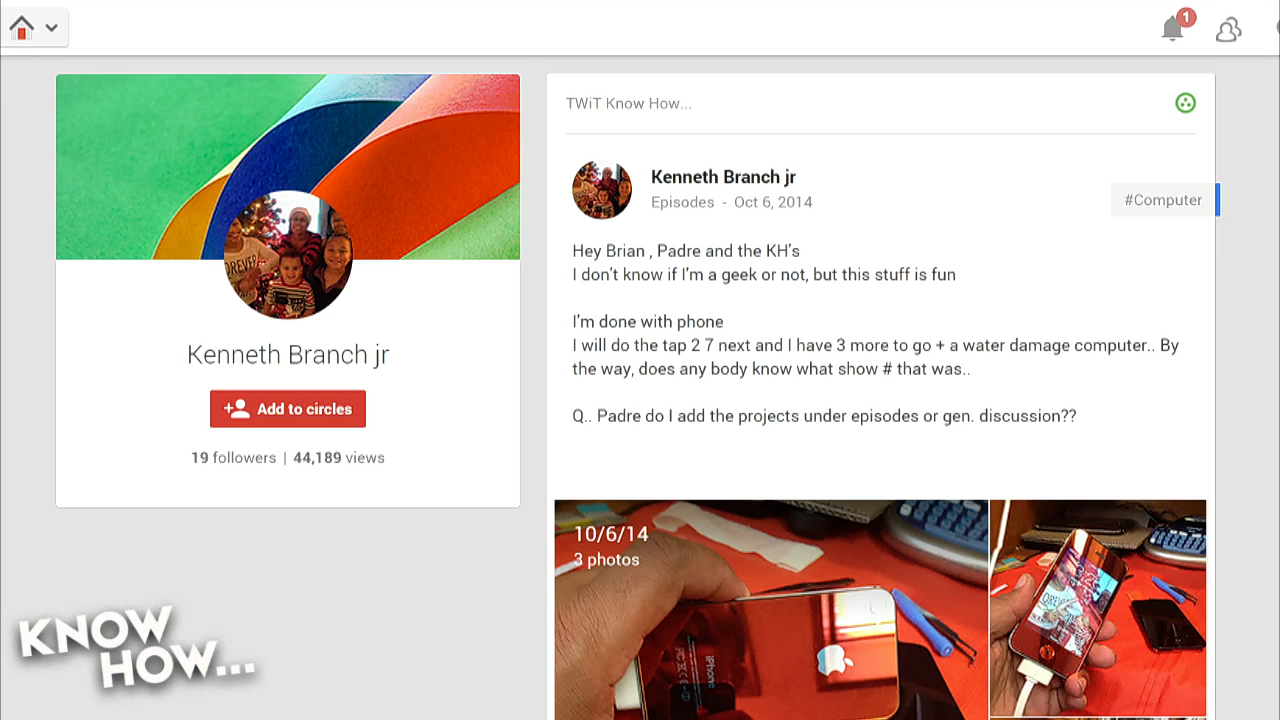 1
TWiT Know How...
Kenneth Branch jr
Episodes - Oct 6, 2014
#Computer
Hey Brian , Padre and the KH's
I don't know if I'm a geek or not, but this stuff is fun
I'm done with phone
I will do the tap 2 7 next and I have 3 more to go + a water damage computer.. By
the way, does any body know what show # that was..
Q.. Padre do I add the projects under episodes or gen. discussion??
Kenneth Branch jr
Add to circles
19 followers | 44,189 views
10/6/14
3 photos
iPhone
KNOW
HOW...